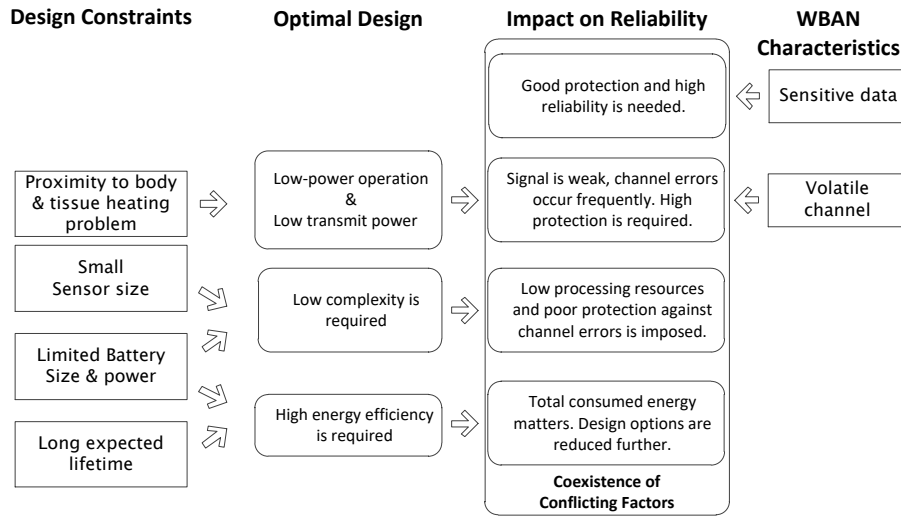 Design Constraints
Optimal Design
Impact on Reliability
WBAN
Characteristics
Good protection and high
reliability is needed.
Sensitive data
Proximity to body
& tissue heating
problem
Low-power operation
&
Low transmit power
Signal is weak, channel errors
occur frequently. High
protection is required.
Volatile
channel
Small
Sensor size
Low complexity is
required
Low processing resources
and poor protection against
channel errors is imposed.
Limited Battery
Size & power
High energy efficiency
is required
Total consumed energy
matters. Design options are
reduced further.
Long expected
lifetime
Coexistence of
Conflicting Factors